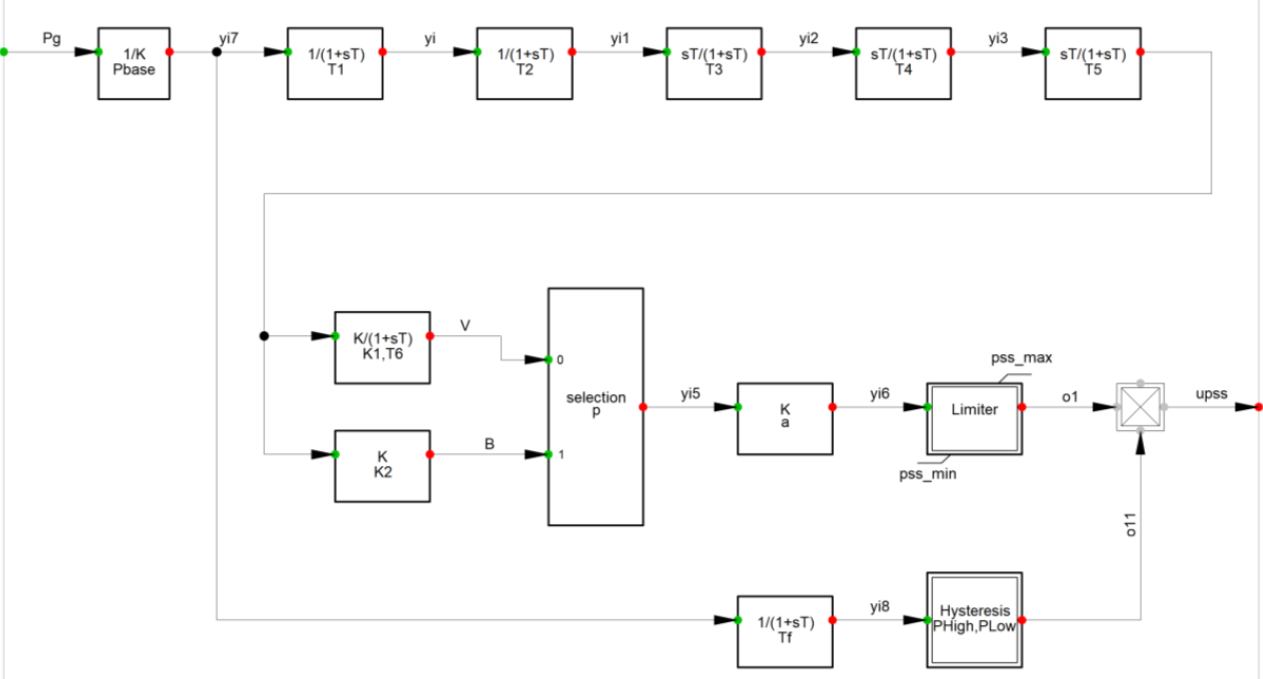 Pg
1/K
Pbase
yi7
1/(1+sT)
T1
yi
1/(1+sT)
T2
yi1
sT/(1+sT)
T3
yi2
sT/(1+sT)
T4
yi3
sT/(1+sT)
T5
K/(1+sT)
K1,T6
V
K
K2
B
0
selection
p
1
yi5
K
a
yi6
pss_max
Limiter
pss_min
o1
upss
o11
1/(1+sT)
Tf
yi8
Hysteresis
PHigh,PLow